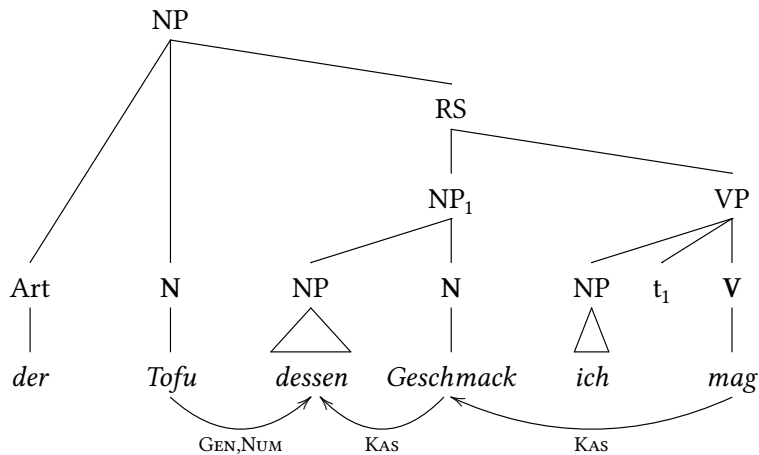 NP
RS
NP₁ VP
Art N NP N NP t₁ V
der Tofu dessen Geschmack ich mag
GEN,NUM KAS KAS